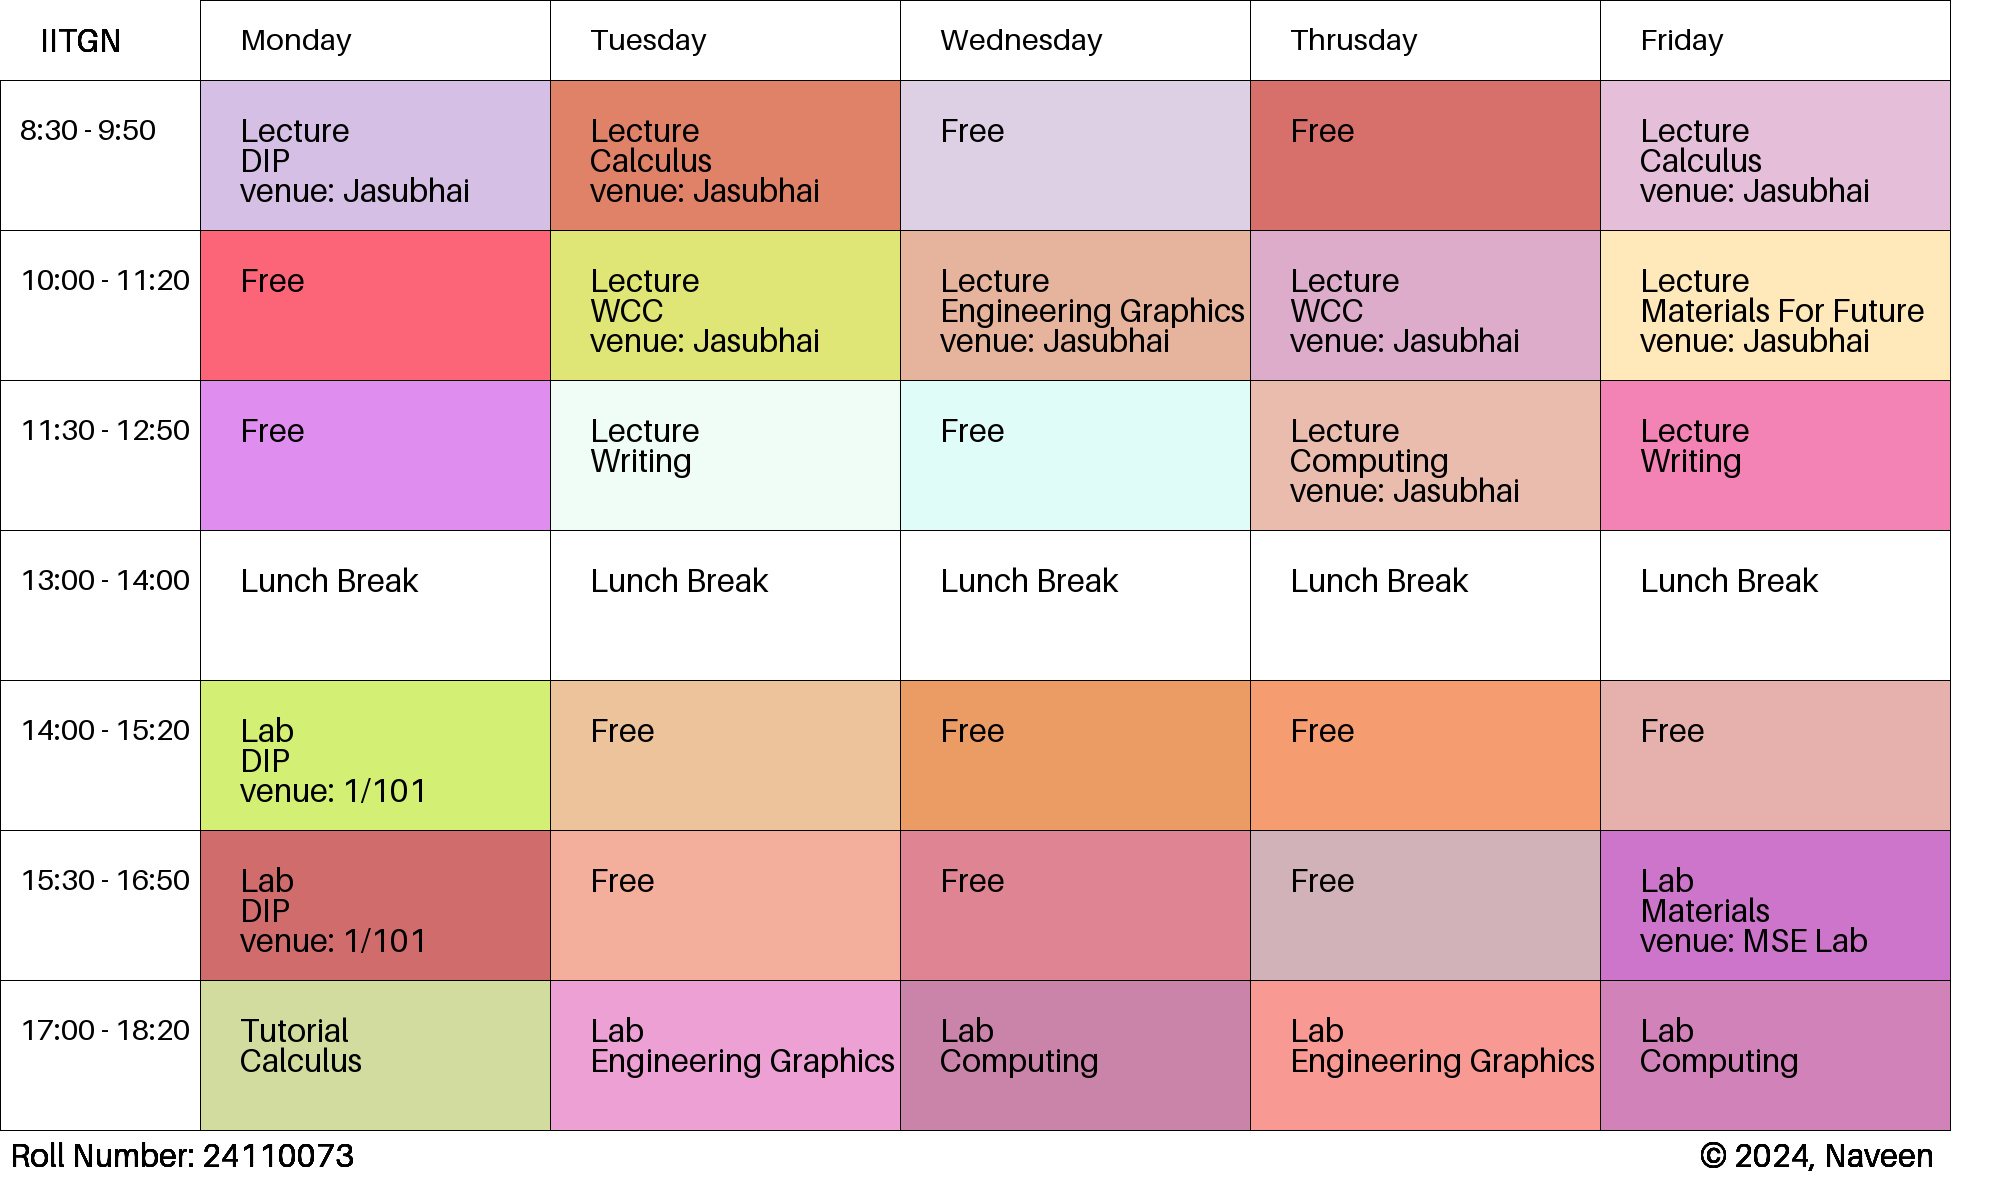 IITGN
Monday
Tuesday
Wednesday
Thrusday
Friday
8:30 - 9:50
Lecture
DIP
venue: Jasubhai
Lecture
Calculus
venue: Jasubhai
Free
Free
Lecture
Calculus
venue: Jasubhai
10:00 - 11:20
Free
Lecture
WCC
venue: Jasubhai
Lecture
Engineering Graphics
venue: Jasubhai
Lecture
WCC
venue: Jasubhai
Lecture
Materials For Future
venue: Jasubhai
11:30 - 12:50
Free
Lecture
Writing
Free
Lecture
Computing
venue: Jasubhai
Lecture
Writing
13:00 - 14:00
Lunch Break
Lunch Break
Lunch Break
Lunch Break
Lunch Break
14:00 - 15:20
Lab
DIP
venue: 1/101
Free
Free
Free
Free
15:30 - 16:50
Lab
DIP
venue: 1/101
Free
Free
Free
Lab
Materials
venue: MSE Lab
17:00 - 18:20
Tutorial
Calculus
Lab
Engineering Graphics
Lab
Computing
Lab
Engineering Graphics
Lab
Computing
Roll Number: 24110073
© 2024, Naveen